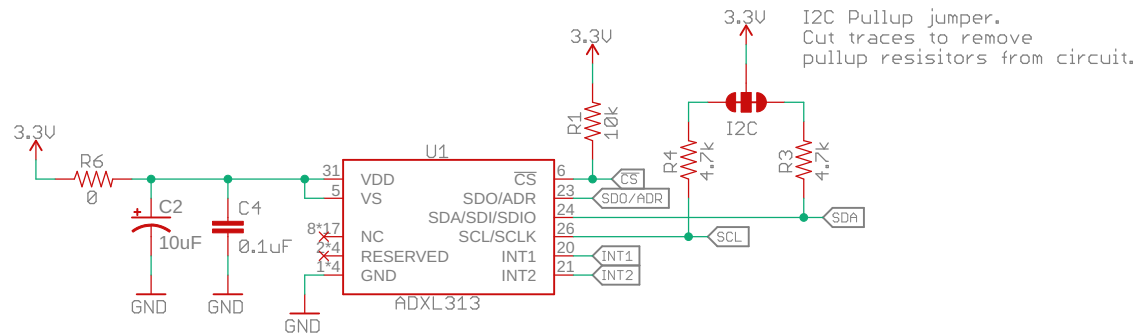 3.3V
I2C Pullup jumper.
Cut traces to remove
pullup resisitors from circuit.
3.3V
I2C
R1
10k
R4
4.7k
R3
4.7k
3.3V
R6
0
U1
31 VDD
5 VS
8*17 NC
2*4 RESERVED
1*4 GND
CS 6 CS
SDO/ADR 23 SDO/ADR
SDA/SDI/SDIO 24 SDA
SCL/SCLK 26 SCL
INT1 20 INT1
INT2 21 INT2
ADXL313
C2
10uF
C4
0.1uF
GND
GND
GND